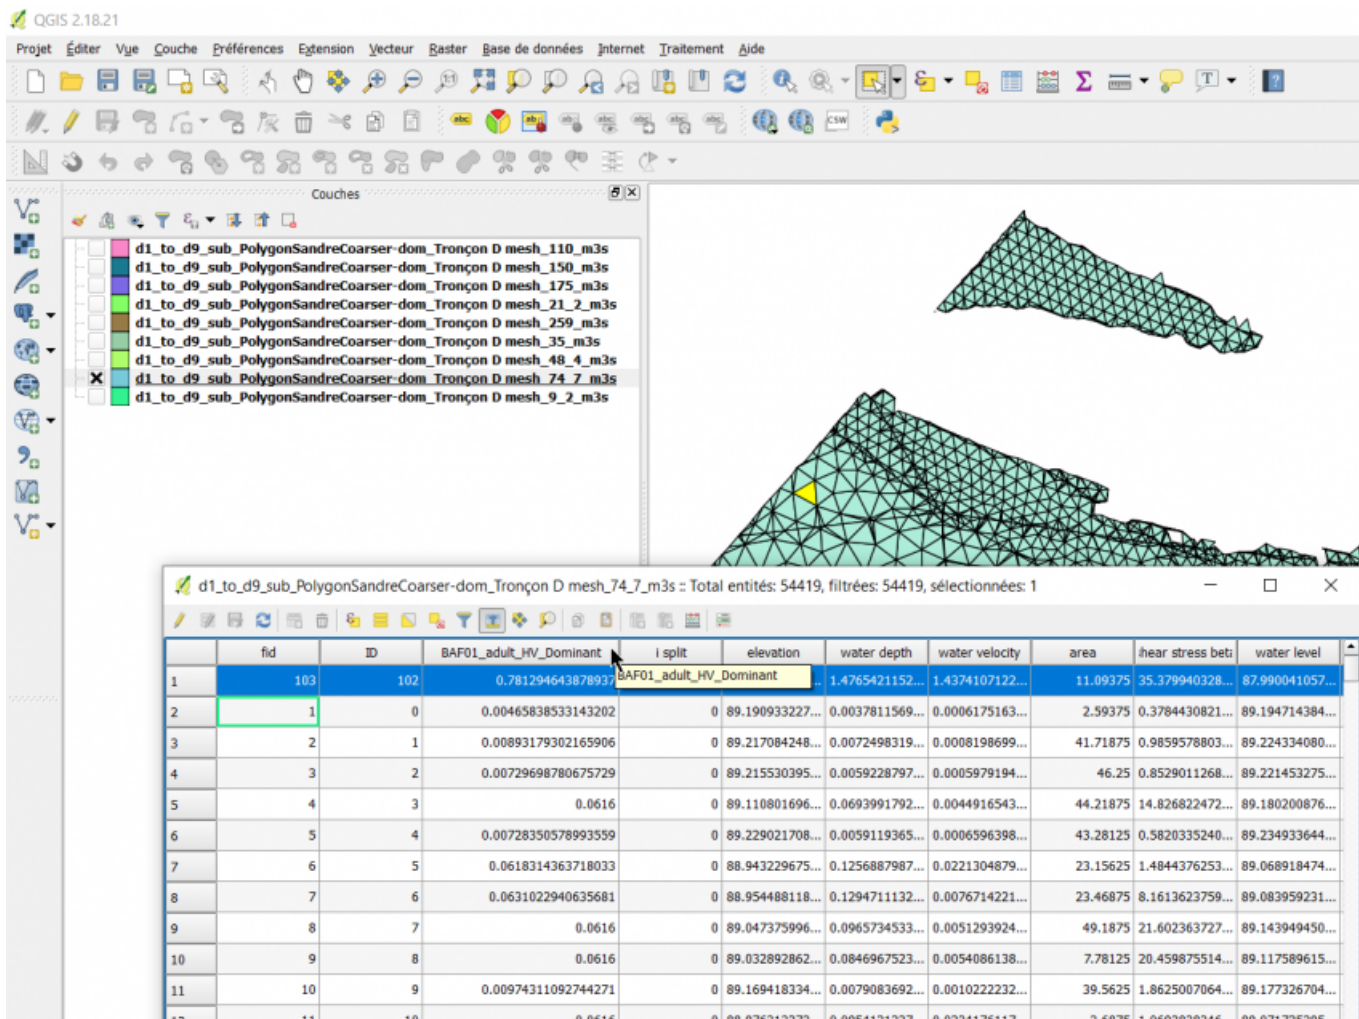 QGIS 2.18.21
Projet Éditer Vue Couche Préférences Extension Vecteur Raster Base de données Internet Traitement Aide
Couches
d1_to_d9_sub_PolygonSandreCoarser-dom_Tronçon D mesh_110_m3s
d1_to_d9_sub_PolygonSandreCoarser-dom_Tronçon D mesh_150_m3s
d1_to_d9_sub_PolygonSandreCoarser-dom_Tronçon D mesh_175_m3s
d1_to_d9_sub_PolygonSandreCoarser-dom_Tronçon D mesh_21_2_m3s
d1_to_d9_sub_PolygonSandreCoarser-dom_Tronçon D mesh_259_m3s
d1_to_d9_sub_PolygonSandreCoarser-dom_Tronçon D mesh_35_m3s
d1_to_d9_sub_PolygonSandreCoarser-dom_Tronçon D mesh_48_4_m3s
d1_to_d9_sub_PolygonSandreCoarser-dom_Tronçon D mesh_74_7_m3s
d1_to_d9_sub_PolygonSandreCoarser-dom_Tronçon D mesh_9_2_m3s
d1_to_d9_sub_PolygonSandreCoarser-dom_Tronçon D mesh_74_7_m3s :: Total entités: 54419, filtrées: 54419, sélectionnées: 1
fid ID BAF01_adult_HV_Dominant i split elevation water depth water velocity area hear stress bet water level
BAF01_adult_HV_Dominant
1 103 102 0.781294643878937 1.4765421152... 1.4374107122... 11.09375 35.379940328... 87.990041057...
2 1 0 0.00465838533143202 0 89.190933227... 0.0037811569... 0.0006175163... 2.59375 0.3784430821... 89.194714384...
3 2 1 0.00893179302165906 0 89.217084248... 0.0072498319... 0.0008198699... 41.71875 0.9859578803... 89.224334080...
4 3 2 0.00729698780675729 0 89.215530395... 0.0059228797... 0.0005979194... 46.25 0.8529011268... 89.221453275...
5 4 3 0.0616 0 89.110801696... 0.0693991792... 0.0044916543... 44.21875 14.826822472... 89.180200876...
6 5 4 0.00728350578993559 0 89.229021708... 0.0059119365... 0.0006596398... 43.28125 0.5820335240... 89.234933644...
7 6 5 0.0618314363718033 0 88.943229675... 0.1256887987... 0.0221304879... 23.15625 1.4844376253... 89.068918474...
8 7 6 0.0631022940635681 0 88.954488118... 0.1294711132... 0.0076714221... 23.46875 8.1613623759... 89.083959231...
9 8 7 0.0616 0 89.047375996... 0.0965734533... 0.0051293924... 49.1875 21.602363727... 89.143949450...
10 9 8 0.0616 0 89.032892862... 0.0846967523... 0.0054086138... 7.78125 20.459875514... 89.117589615...
11 10 9 0.00974311092744271 0 89.169418334... 0.0079083692... 0.0010222232... 39.5625 1.8625007064... 89.177326704...